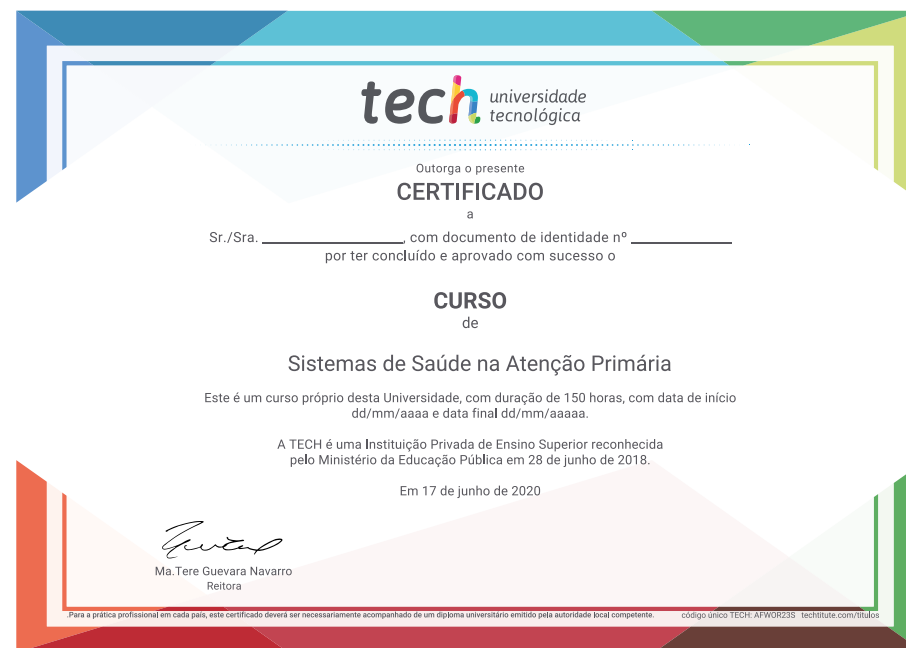 tech universidade
tecnológica
Outorga o presente
CERTIFICADO
a
Sr./Sra. ____________________, com documento de identidade nº ______________
por ter concluído e aprovado com sucesso o
CURSO
de
Sistemas de Saúde na Atenção Primária
Este é um curso próprio desta Universidade, com duração de 150 horas, com data de início
dd/mm/aaaa e data final dd/mm/aaaaa.
A TECH é uma Instituição Privada de Ensino Superior reconhecida
pelo Ministério da Educação Pública em 28 de junho de 2018.
Em 17 de junho de 2020
Ma.Tere Guevara Navarro
Reitora
.Para a prática profissional em cada país, este certificado deverá ser necessariamente acompanhado de um diploma universitário emitido pela autoridade local competente. código único TECH: AFWOR23S techtitute.com/titulos